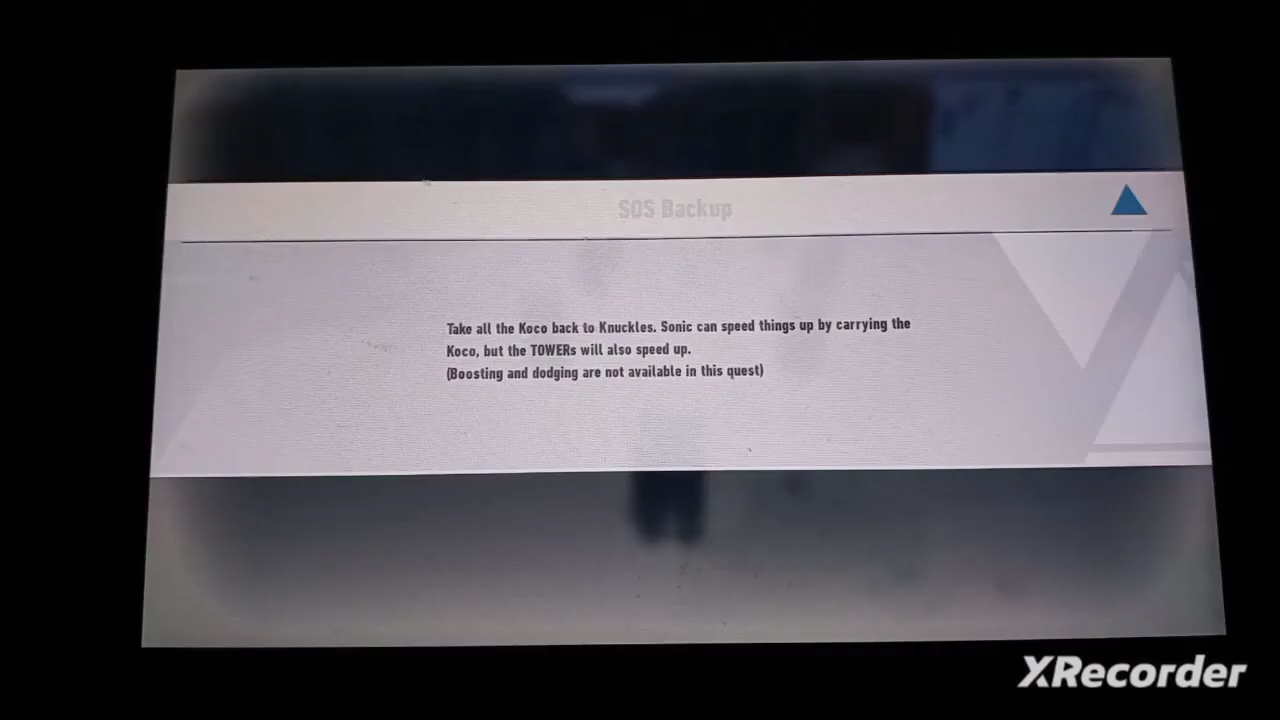 SOS Backup
Take all the Koco back to Knuckles. Sonic can speed things up by carrying the
Koco, but the TOWERs will also speed up.
(Boosting and dodging are not available in this quest)
XRecorder